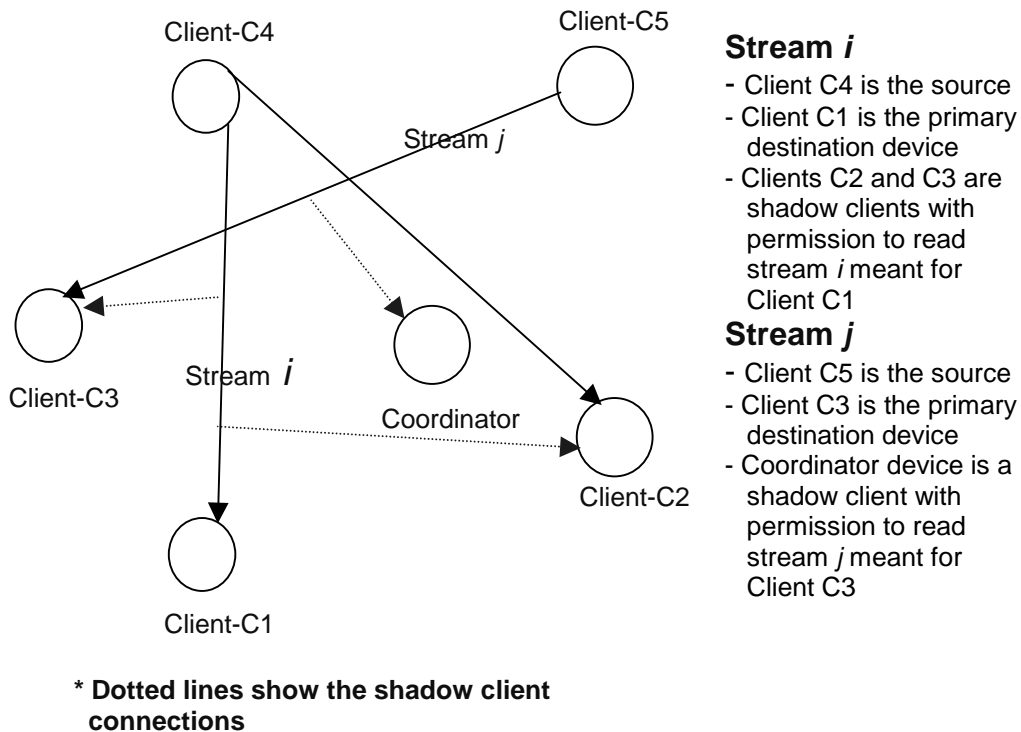 Client-C4
Client-C5
Stream j
Client-C3
Stream i
Coordinator
Client-C2
Client-C1
* Dotted lines show the shadow client
connections
Stream i
- Client C4 is the source
- Client C1 is the primary
destination device
- Clients C2 and C3 are
shadow clients with
permission to read
stream i meant for
Client C1
Stream j
- Client C5 is the source
- Client C3 is the primary
destination device
- Coordinator device is a
shadow client with
permission to read
stream j meant for
Client C3